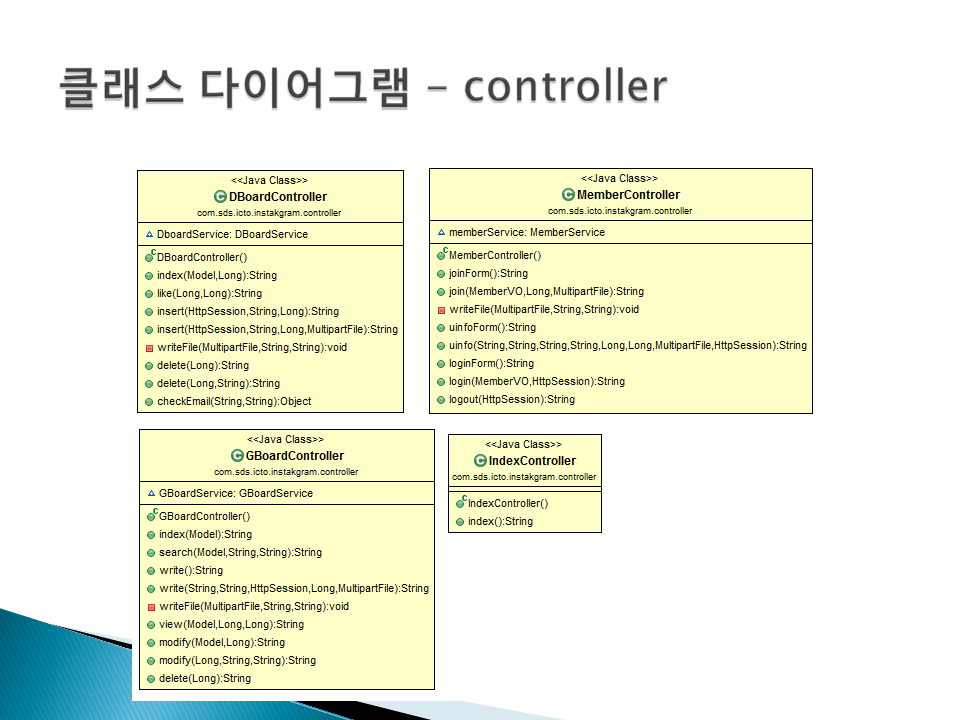 클래스 다이어그램 - controller
<<Java Class>>
DBoardController
com.sds.icto.instakgram.controller
DboardService: DBoardService
DBoardController()
index(Model,Long):String
like(Long,Long):String
insert(HttpSession,String,Long):String
insert(HttpSession,String,Long,MultipartFile):String
writeFile(MultipartFile,String,String):void
delete(Long):String
delete(Long,String):String
checkEmail(String,String):Object
<<Java Class>>
MemberController
com.sds.icto.instakgram.controller
memberService: MemberService
MemberController()
joinForm():String
join(MemberVO,Long,MultipartFile):String
writeFile(MultipartFile,String,String):void
uinfoForm():String
uinfo(String,String,String,String,Long,Long,MultipartFile,HttpSession):String
loginForm():String
login(MemberVO,HttpSession):String
logout(HttpSession):String
<<Java Class>>
GBoardController
com.sds.icto.instakgram.controller
GBoardService: GBoardService
GBoardController()
index(Model):String
search(Model,String,String):String
write():String
write(String,String,HttpSession,Long,MultipartFile):String
writeFile(MultipartFile,String,String):void
view(Model,Long,Long):String
modify(Model,Long):String
modify(Long,String,String):String
delete(Long):String
<<Java Class>>
IndexController
com.sds.icto.instakgram.controller
IndexController()
index():String